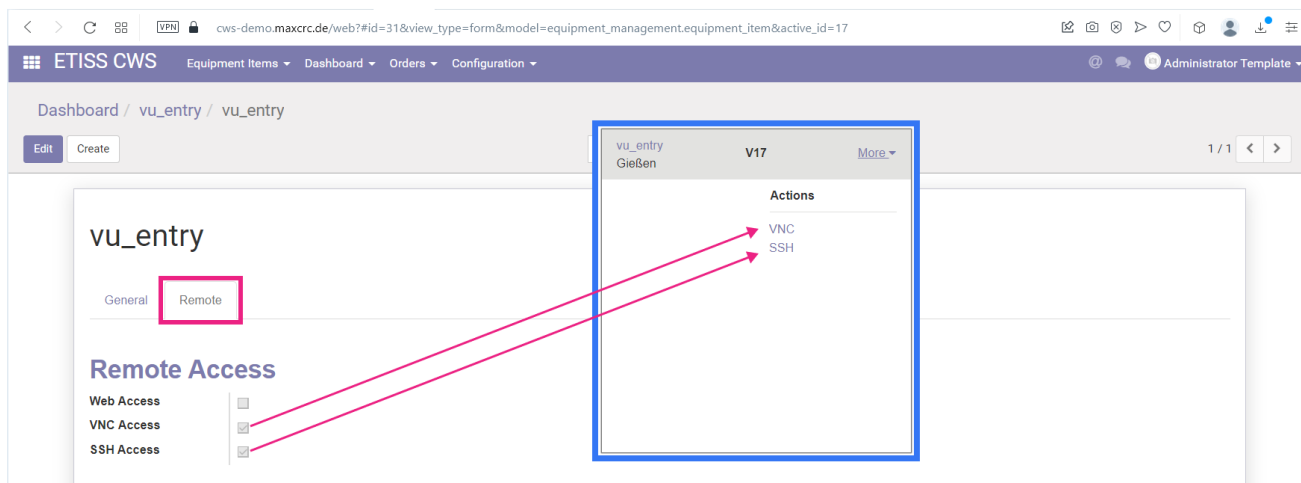 VPN cws-demo.maxcrc.de/web?#id=31&view_type=form&model=equipment_management.equipment_item&active_id=17
ETISS CWS Equipment Items Dashboard Orders Configuration @ Administrator Template
Dashboard / vu_entry / vu_entry
Edit Create 1 / 1
vu_entry V17 More
Gießen
Actions
VNC
SSH
vu_entry
General Remote
Remote Access
Web Access
VNC Access
SSH Access